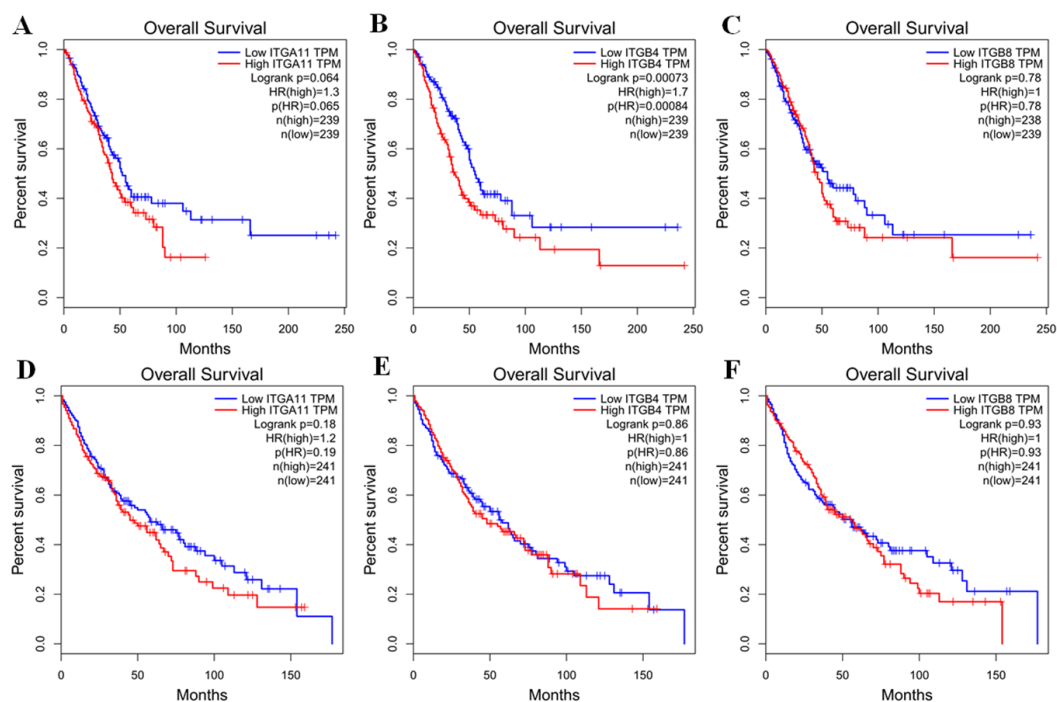 A
Overall Survival
Low ITGA11 TPM
High ITGA11 TPM
Logrank p=0.064
HR(high)=1.3
p(HR)=0.065
n(high)=239
n(low)=239
Percent survival
1.0
0.8
0.6
0.4
0.2
0.0
0 50 100 150 200 250
Months
B
Overall Survival
Low ITGB4 TPM
High ITGB4 TPM
Logrank p=0.00073
HR(high)=1.7
p(HR)=0.00084
n(high)=239
n(low)=239
Percent survival
1.0
0.8
0.6
0.4
0.2
0.0
0 50 100 150 200 250
Months
C
Overall Survival
Low ITGB8 TPM
High ITGB8 TPM
Logrank p=0.78
HR(high)=1
p(HR)=0.78
n(high)=238
n(low)=239
Percent survival
1.0
0.8
0.6
0.4
0.2
0.0
0 50 100 150 200 250
Months
D
Overall Survival
Low ITGA11 TPM
High ITGA11 TPM
Logrank p=0.18
HR(high)=1.2
p(HR)=0.19
n(high)=241
n(low)=241
Percent survival
1.0
0.8
0.6
0.4
0.2
0.0
0 50 100 150
Months
E
Overall Survival
Low ITGB4 TPM
High ITGB4 TPM
Logrank p=0.86
HR(high)=1
p(HR)=0.86
n(high)=241
n(low)=241
Percent survival
1.0
0.8
0.6
0.4
0.2
0.0
0 50 100 150
Months
F
Overall Survival
Low ITGB8 TPM
High ITGB8 TPM
Logrank p=0.93
HR(high)=1
p(HR)=0.93
n(high)=241
n(low)=241
Percent survival
1.0
0.8
0.6
0.4
0.2
0.0
0 50 100 150
Months